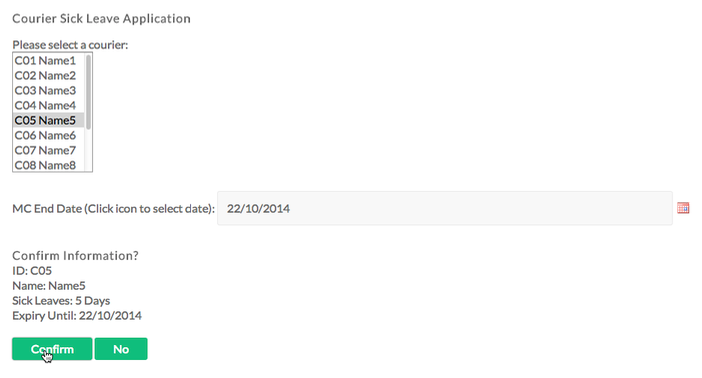 Courier Sick Leave Application
Please select a courier:
C01 Name1
C02 Name2
C03 Name3
C04 Name4
C05 Name5
C06 Name6
C07 Name7
C08 Name8
MC End Date (Click icon to select date): 22/10/2014
Confirm Information?
ID: C05
Name: Name5
Sick Leaves: 5 Days
Expiry Until: 22/10/2014
Confirm No